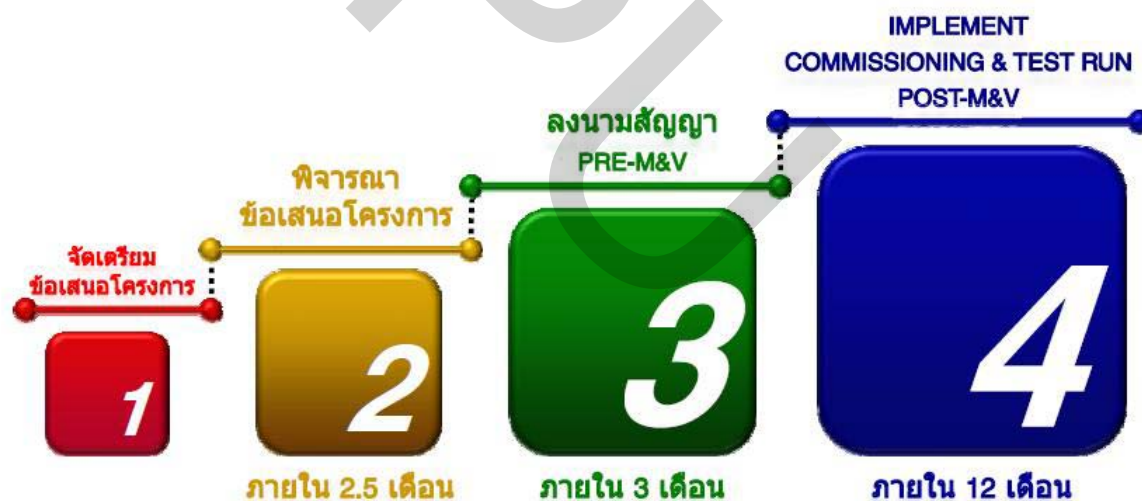 จัดเตรียม
ข้อเสนอโครงการ
1
พิจารณา
ข้อเสนอโครงการ
2
ภายใน 2.5 เดือน
ลงนามสัญญา
PRE-M&V
3
ภายใน 3 เดือน
IMPLEMENT
COMMISSIONING & TEST RUN
POST-M&V
4
ภายใน 12 เดือน